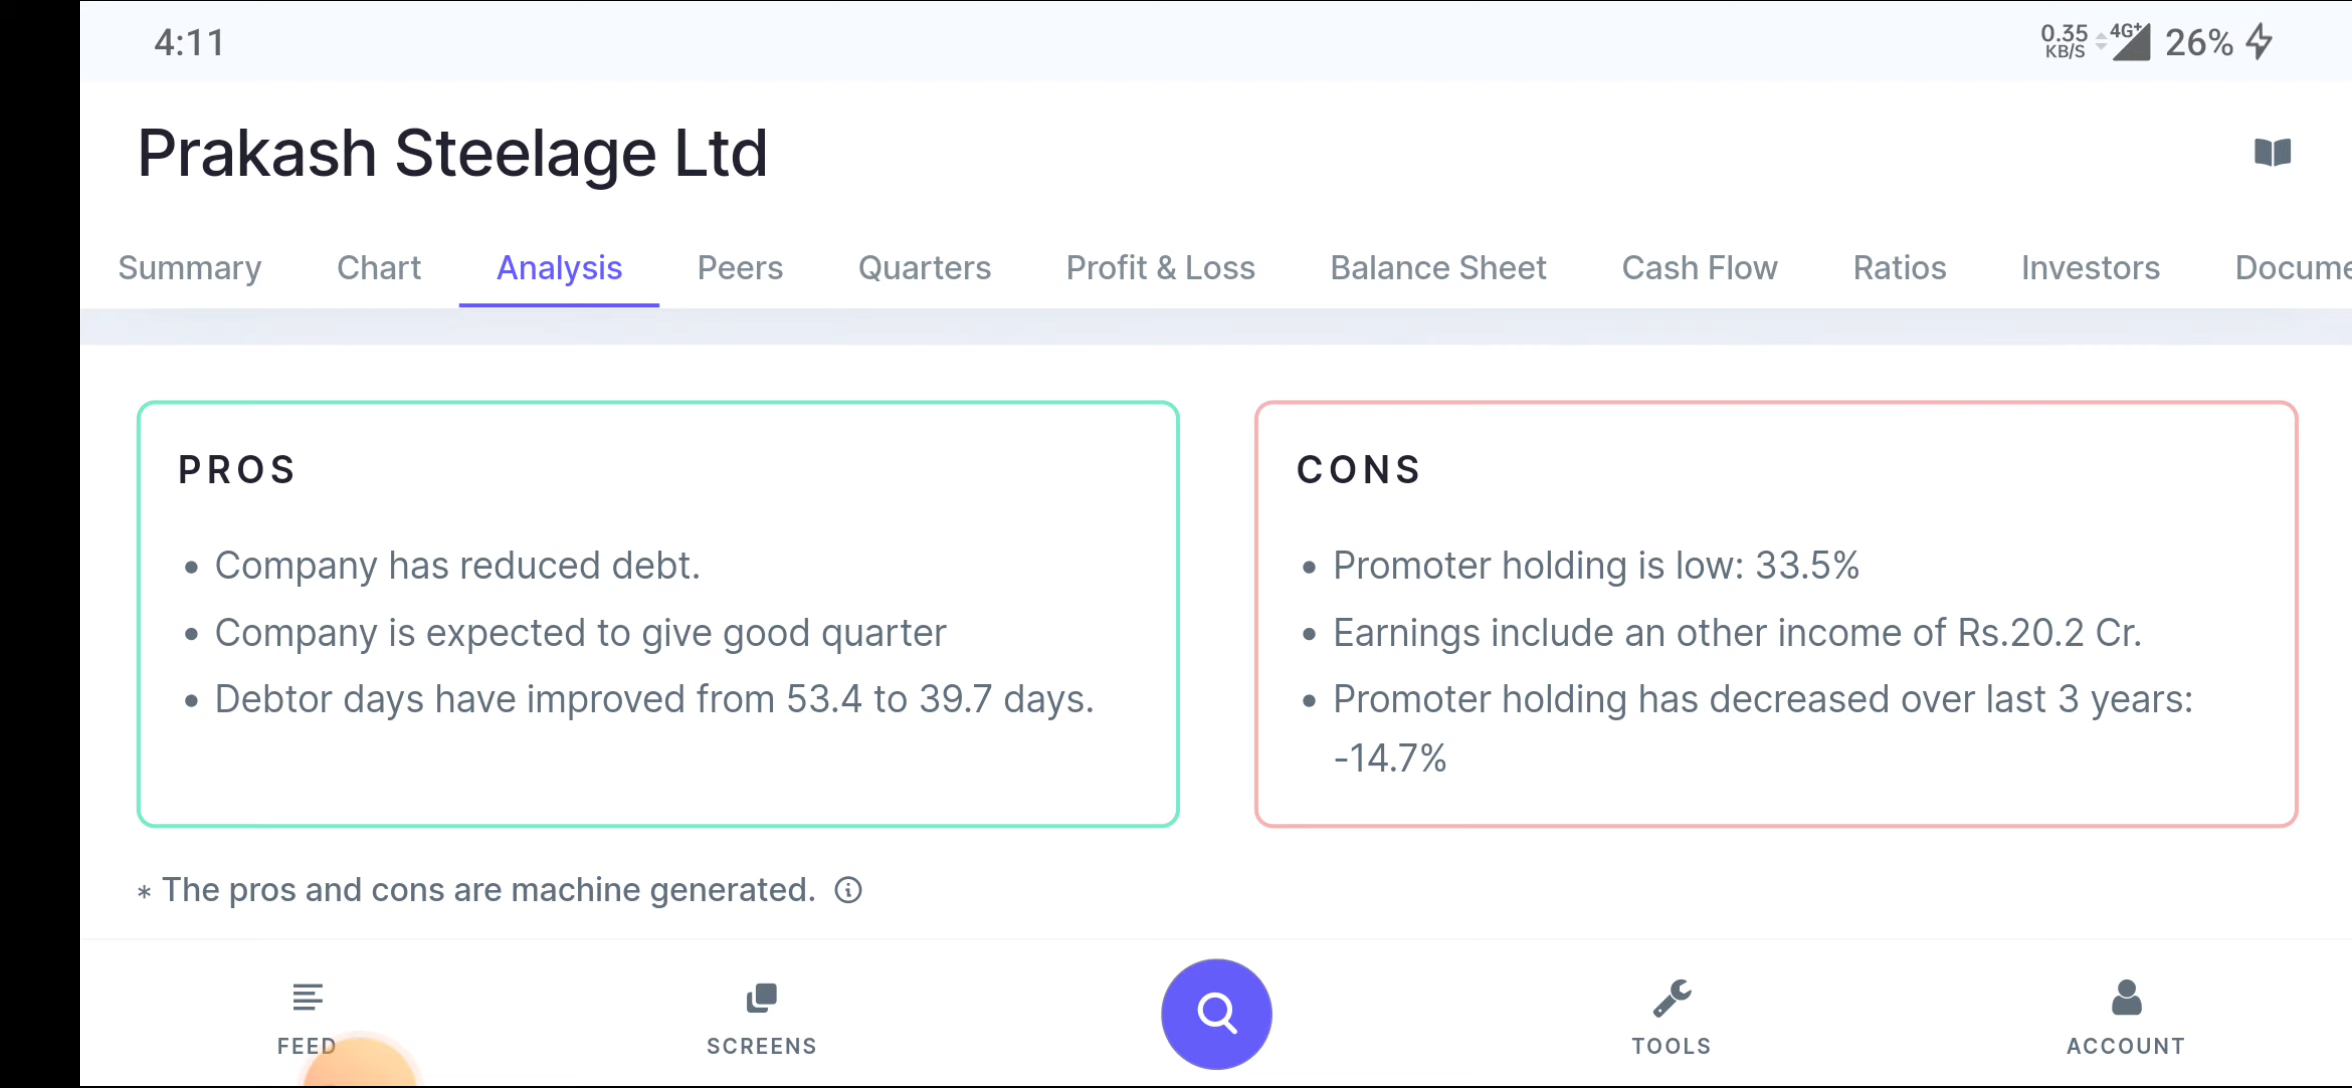 4:11
0.35 KB/S 4G+ 26%
Prakash Steelage Ltd
Summary Chart Analysis Peers Quarters Profit & Loss Balance Sheet Cash Flow Ratios Investors Docume
PROS
• Company has reduced debt.
• Company is expected to give good quarter
• Debtor days have improved from 53.4 to 39.7 days.
CONS
• Promoter holding is low: 33.5%
• Earnings include an other income of Rs.20.2 Cr.
• Promoter holding has decreased over last 3 years:
-14.7%
* The pros and cons are machine generated.
FEED SCREENS TOOLS ACCOUNT